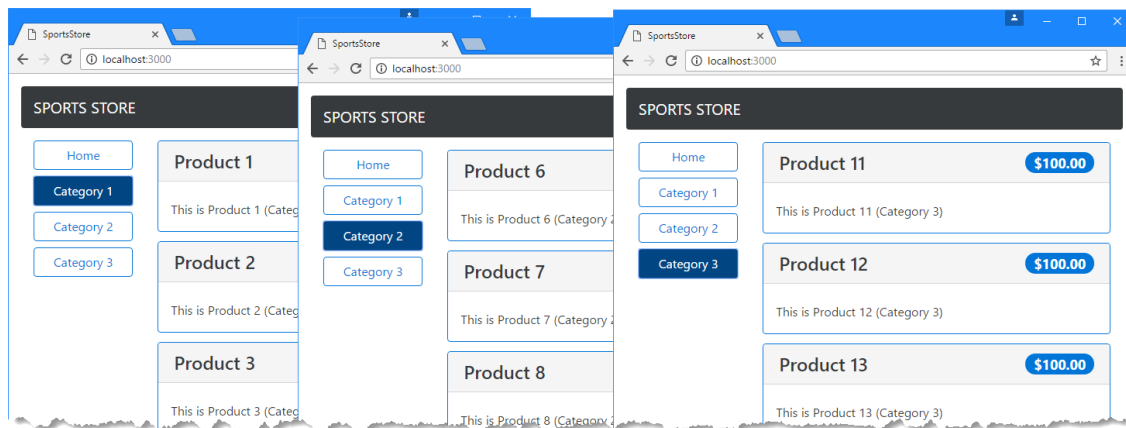 SportsStore
localhost:3000
SPORTS STORE
Home
Category 1
Category 2
Category 3
Product 1
This is Product 1 (Categ
Product 2
This is Product 2 (Categ
Product 3
This is Product 3 (Categ
SportsStore
localhost:3000
SPORTS STORE
Home
Category 1
Category 2
Category 3
Product 6
This is Product 6 (Category 2
Product 7
This is Product 7 (Category 2
Product 8
This is Product 8 (Category 2
SportsStore
localhost:3000
SPORTS STORE
Home
Category 1
Category 2
Category 3
Product 11 $100.00
This is Product 11 (Category 3)
Product 12 $100.00
This is Product 12 (Category 3)
Product 13 $100.00
This is Product 13 (Category 3)